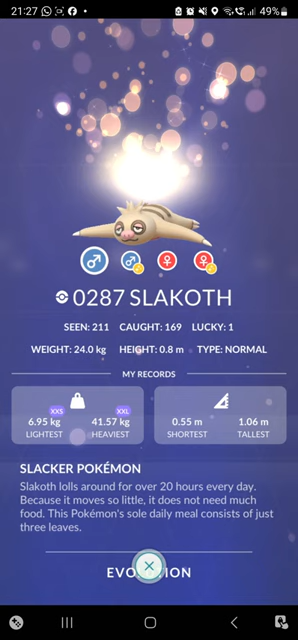 21:27
49%
0287 SLAKOTH
SEEN: 211 CAUGHT: 169 LUCKY: 1
WEIGHT: 24.0 kg HEIGHT: 0.8 m TYPE: NORMAL
MY RECORDS
XXS XXL
6.95 kg 41.57 kg 0.55 m 1.06 m
LIGHTEST HEAVIEST SHORTEST TALLEST
SLACKER POKÉMON
Slakoth lolls around for over 20 hours every day.
Because it moves so little, it does not need much
food. This Pokémon's sole daily meal consists of just
three leaves.